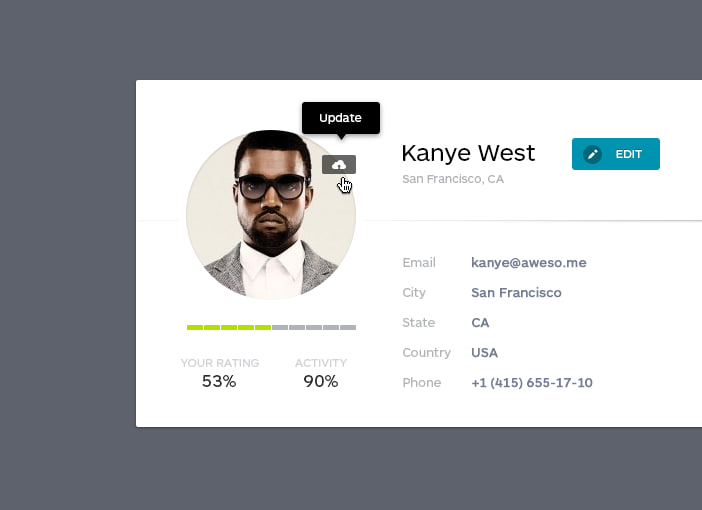 Update
Kanye West
EDIT
San Francisco, CA
Email kanye@aweso.me
City San Francisco
State CA
Country USA
Phone +1 (415) 655-17-10
YOUR RATING ACTIVITY
53% 90%